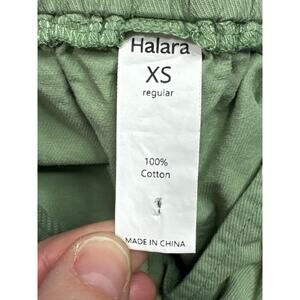 Halara
XS
regular
100%
Cotton
MADE IN CHINA